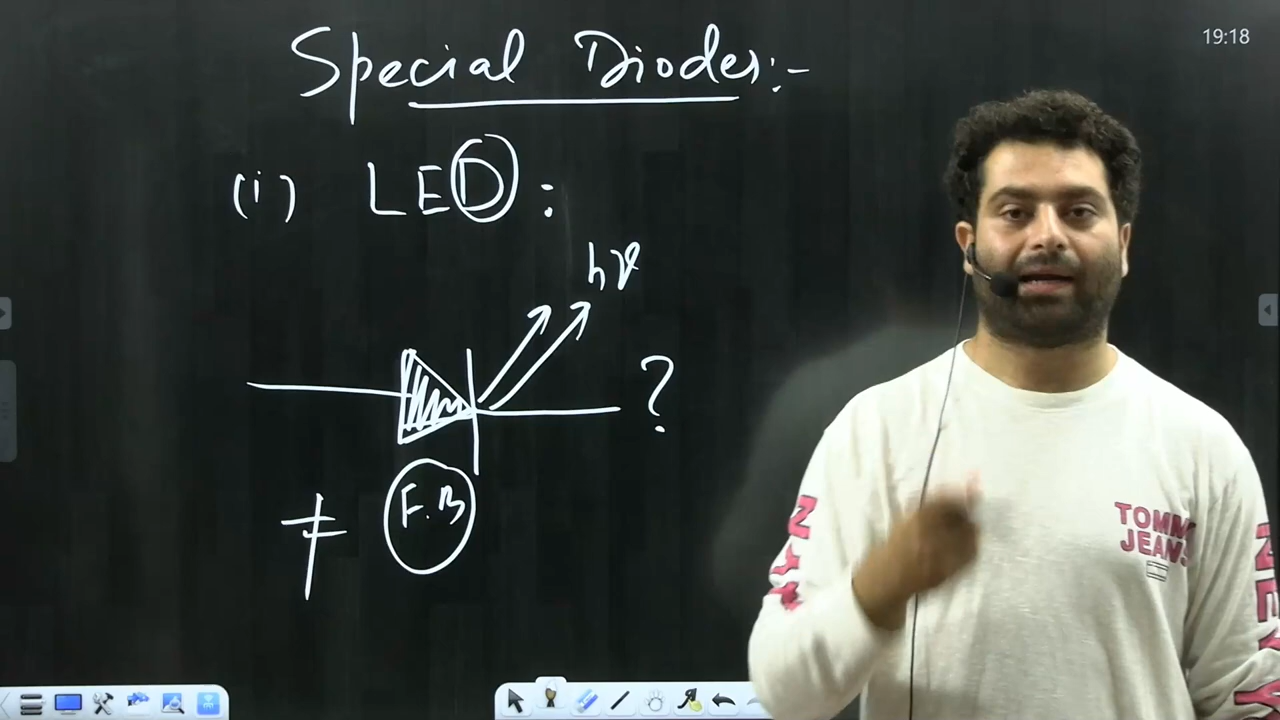 19:18
Special Diodes:-
(i) LED:
hν
?
F.B
TOMMY
JEANS